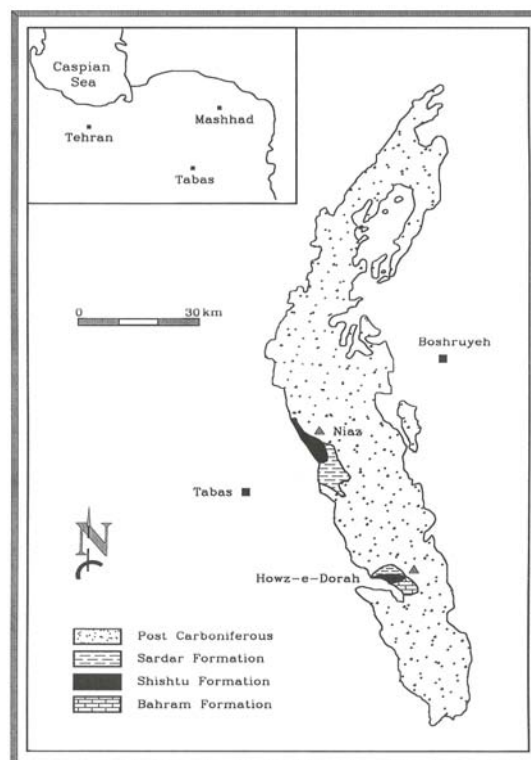 Caspian
Sea
Mashhad
Tehran
Tabas
0 30 km
Boshruyeh
Niaz
Tabas
N
Howz-e-Dorah
Post Carboniferous
Sardar Formation
Shishtu Formation
Bahram Formation